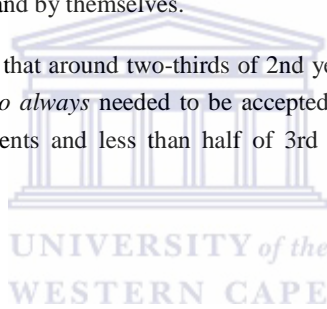 and by themselves.
that around two-thirds of 2nd ye
o always needed to be accepted
ents and less than half of 3rd
UNIVERSITY of the
WESTERN CAPE